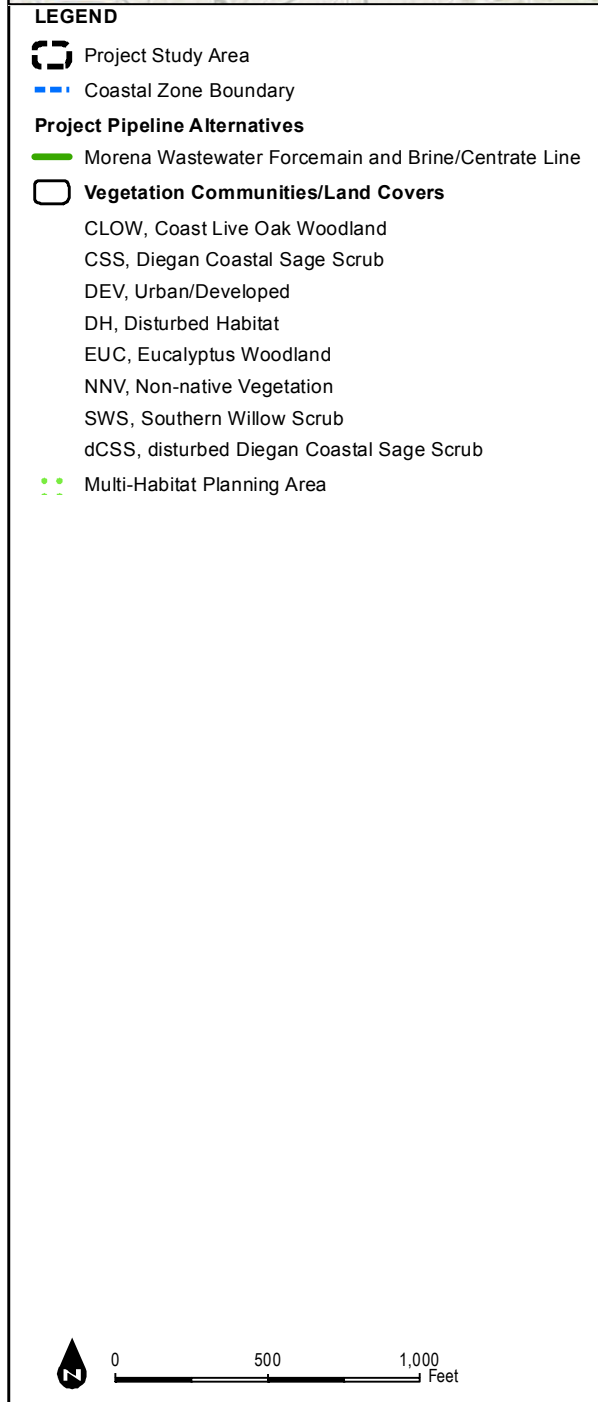 LEGEND
Project Study Area
Coastal Zone Boundary
Project Pipeline Alternatives
Morena Wastewater Forcemain and Brine/Centrate Line
Vegetation Communities/Land Covers
CLOW, Coast Live Oak Woodland
CSS, Diegan Coastal Sage Scrub
DEV, Urban/Developed
DH, Disturbed Habitat
EUC, Eucalyptus Woodland
NNV, Non-native Vegetation
SWS, Southern Willow Scrub
dCSS, disturbed Diegan Coastal Sage Scrub
Multi-Habitat Planning Area
N 0 500 1,000
Feet